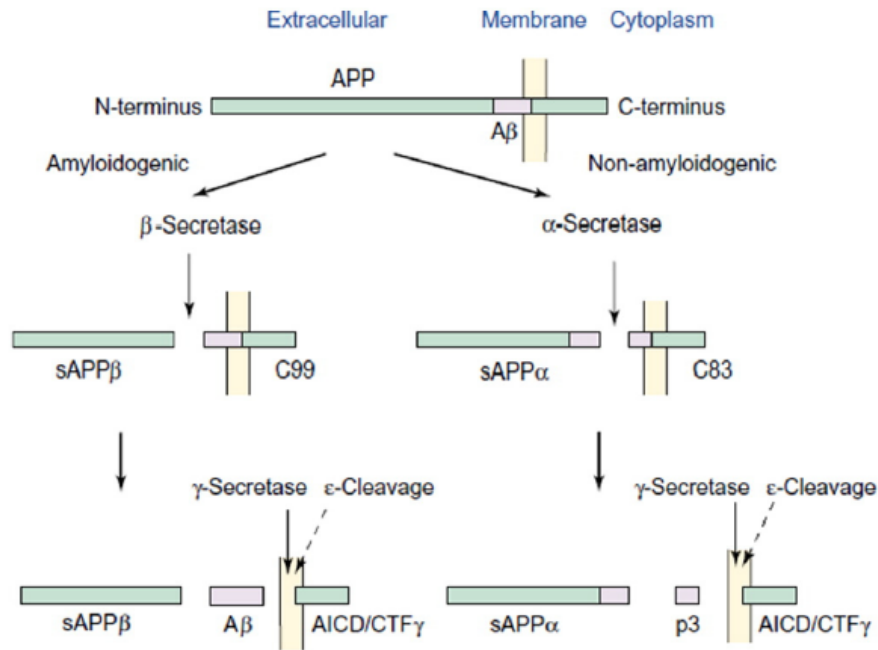 Extracellular Membrane Cytoplasm
APP
N-terminus C-terminus
Aβ
Amyloidogenic Non-amyloidogenic
β-Secretase α-Secretase
sAPPβ C99 sAPPα C83
γ-Secretase ε-Cleavage γ-Secretase ε-Cleavage
sAPPβ Aβ AICD/CTFγ sAPPα p3 AICD/CTFγ